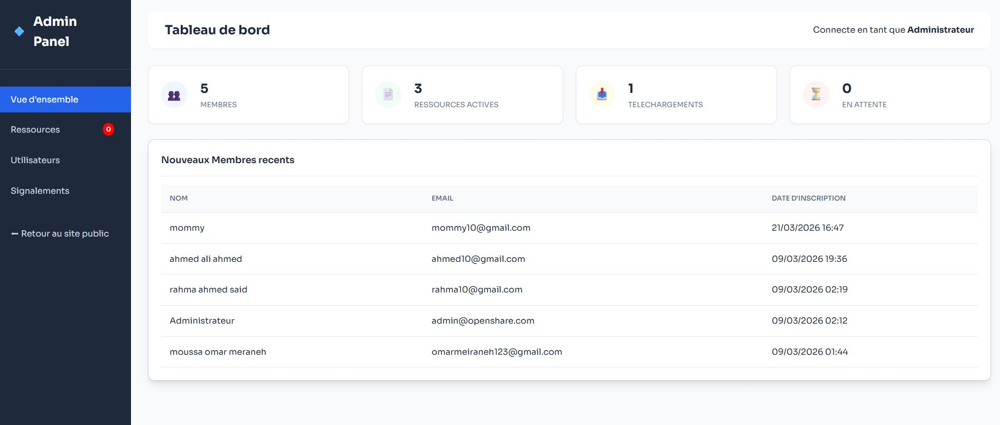 Admin
Panel
Vue d'ensemble
Ressources 0
Utilisateurs
Signalements
← Retour au site public
Tableau de bord
Connecte en tant que Administrateur
5
MEMBRES
3
RESSOURCES ACTIVES
1
TELECHARGEMENTS
0
EN ATTENTE
Nouveaux Membres recents
NOM EMAIL DATE D'INSCRIPTION
mommy mommy10@gmail.com 21/03/2026 16:47
ahmed ali ahmed ahmed10@gmail.com 09/03/2026 19:36
rahma ahmed said rahma10@gmail.com 09/03/2026 02:19
Administrateur admin@openshare.com 09/03/2026 02:12
moussa omar meraneh omarmeiraneh123@gmail.com 09/03/2026 01:44